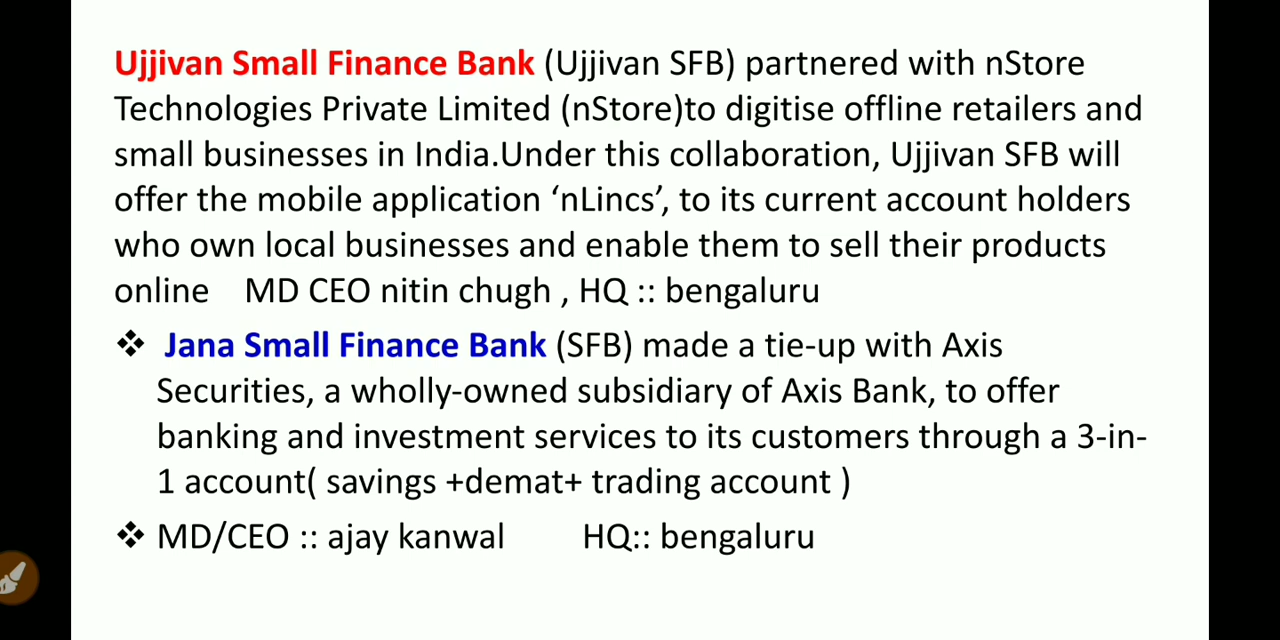 Ujjivan Small Finance Bank (Ujjivan SFB) partnered with nStore
Technologies Private Limited (nStore)to digitise offline retailers and
small businesses in India.Under this collaboration, Ujjivan SFB will
offer the mobile application ‘nLincs’, to its current account holders
who own local businesses and enable them to sell their products
online MD CEO nitin chugh , HQ :: bengaluru
❖ Jana Small Finance Bank (SFB) made a tie-up with Axis
Securities, a wholly-owned subsidiary of Axis Bank, to offer
banking and investment services to its customers through a 3-in-
1 account( savings +demat+ trading account )
❖ MD/CEO :: ajay kanwal HQ:: bengaluru